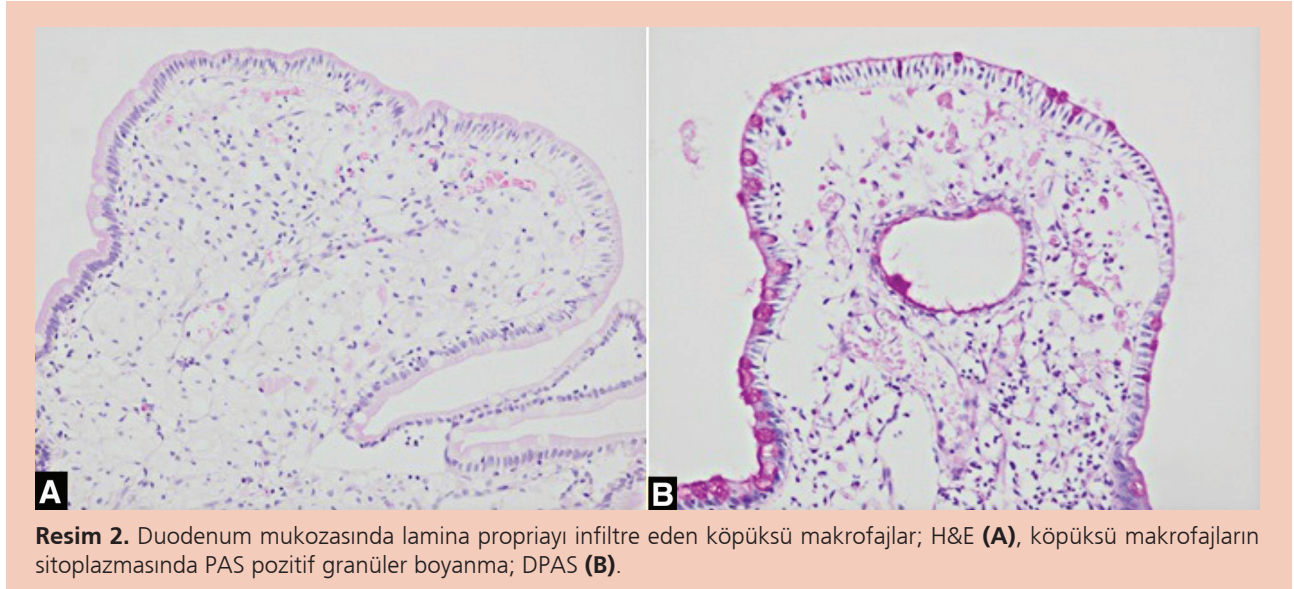 A
B
Resim 2. Duodenum mukozasında lamina propriayı infiltre eden köpüksü makrofajlar; H&E (A), köpüksü makrofajların
sitoplazmasında PAS pozitif granüler boyanma; DPAS (B).